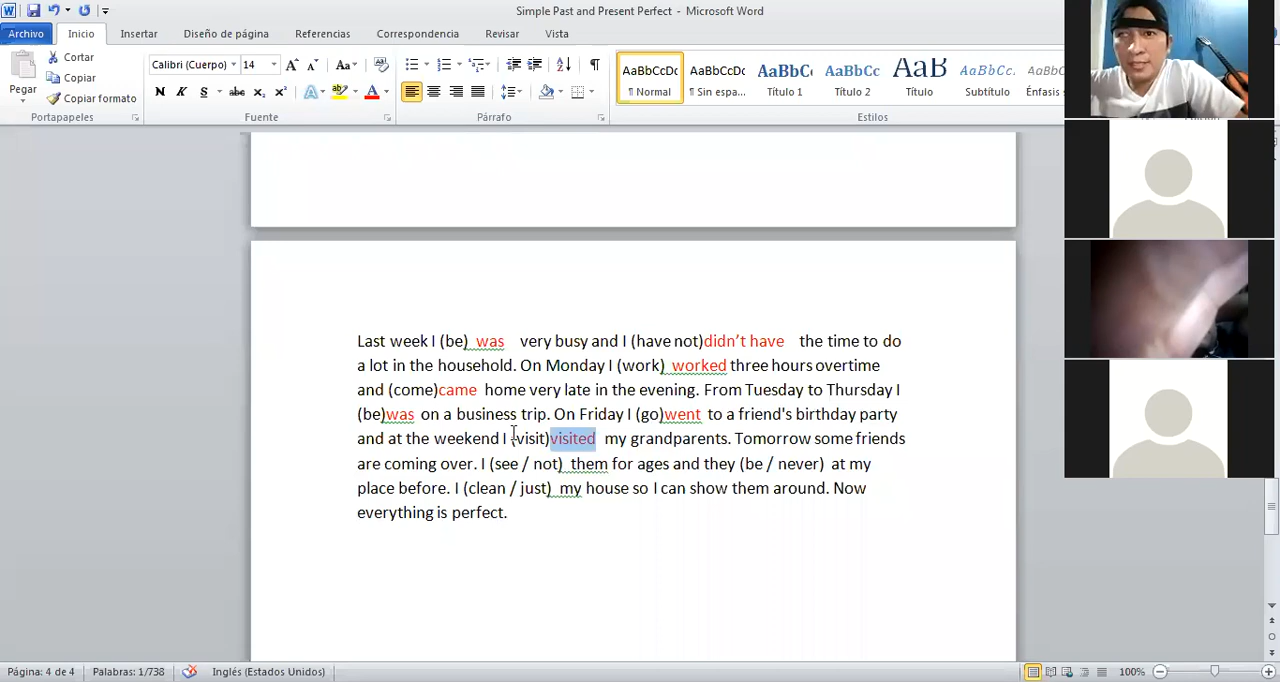 Simple Past and Present Perfect - Microsoft Word
Archivo Inicio Insertar Diseño de página Referencias Correspondencia Revisar Vista
Cortar
Copiar
Copiar formato
Pegar
Portapapeles
Calibri (Cuerpo) 14
Fuente
Párrafo
AaBbCcDc AaBbCcDc AaBbC AaBbCc AaB AaBbCc AaBbCc
¶ Normal ¶ Sin espa... Título 1 Título 2 Título Subtítulo Énfasis
Estilos
Last week I (be) was very busy and I (have not)didn't have the time to do
a lot in the household. On Monday I (work) worked three hours overtime
and (come)came home very late in the evening. From Tuesday to Thursday I
(be)was on a business trip. On Friday I (go)went to a friend's birthday party
and at the weekend I (visit)visited my grandparents. Tomorrow some friends
are coming over. I (see / not) them for ages and they (be / never) at my
place before. I (clean / just) my house so I can show them around. Now
everything is perfect.
Página: 4 de 4 Palabras: 1/738 Inglés (Estados Unidos) 100%